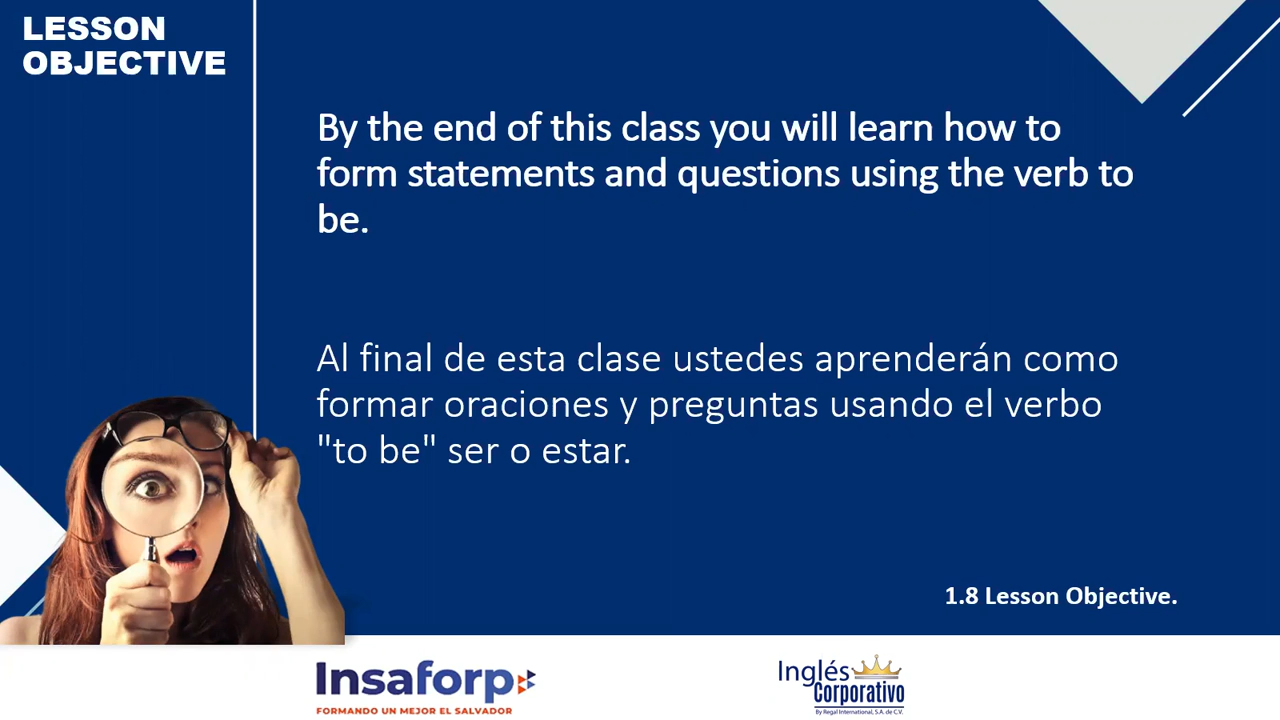 LESSON
OBJECTIVE
By the end of this class you will learn how to
form statements and questions using the verb to
be.
Al final de esta clase ustedes aprenderán como
formar oraciones y preguntas usando el verbo
"to be" ser o estar.
1.8 Lesson Objective.
Insaforp
FORMANDO UN MEJOR EL SALVADOR
Inglés
Corporativo
By Regal International, S.A. de C.V.